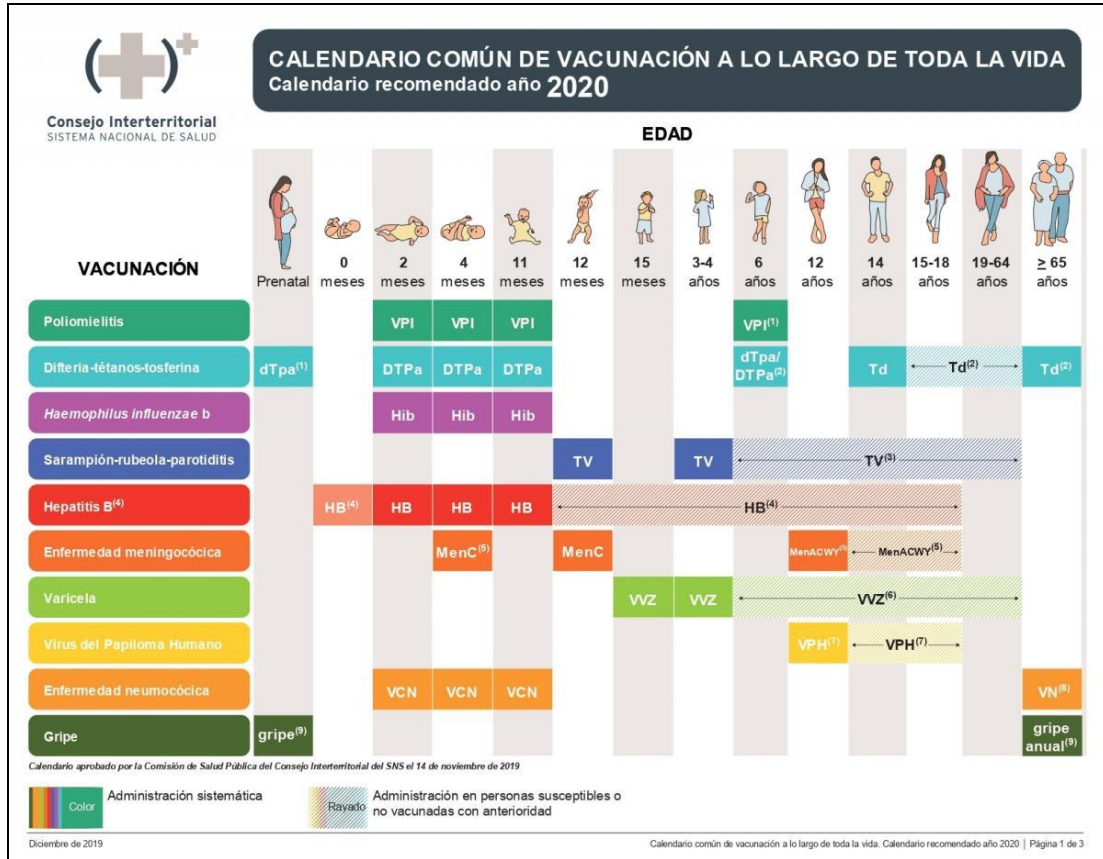 CALENDARIO COMÚN DE VACUNACIÓN A LO LARGO DE TODA LA VIDA
Calendario recomendado año 2020
Consejo Interterritorial
SISTEMA NACIONAL DE SALUD
EDAD
VACUNACIÓN
Prenatal
0 meses
2 meses
4 meses
11 meses
12 meses
15 meses
3-4 años
6 años
12 años
14 años
15-18 años
19-64 años
≥ 65 años
Poliomielitis VPI VPI VPI VPI(1)
Difteria-tétanos-tosferina dTpa(1) DTPa DTPa DTPa dTpa/ DTPa(2) Td Td(2) Td(2)
Haemophilus influenzae b Hib Hib Hib
Sarampión-rubeola-parotiditis TV TV TV(3)
Hepatitis B(4) HB(4) HB HB HB HB(4)
Enfermedad meningocócica MenC(5) MenC MenACWY(5) MenACWY(5)
Varicela VVZ VVZ VVZ(6)
Virus del Papiloma Humano VPH(7) VPH(7)
Enfermedad neumocócica VCN VCN VCN VN(8)
Gripe gripe(9) gripe anual(9)
Calendario aprobado por la Comisión de Salud Pública del Consejo Interterritorial del SNS el 14 de noviembre de 2019
Color
Administración sistemática
Rayado
Administración en personas susceptibles o
no vacunadas con anterioridad
Diciembre de 2019
Calendario común de vacunación a lo largo de toda la vida. Calendario recomendado año 2020 | Página 1 de 3